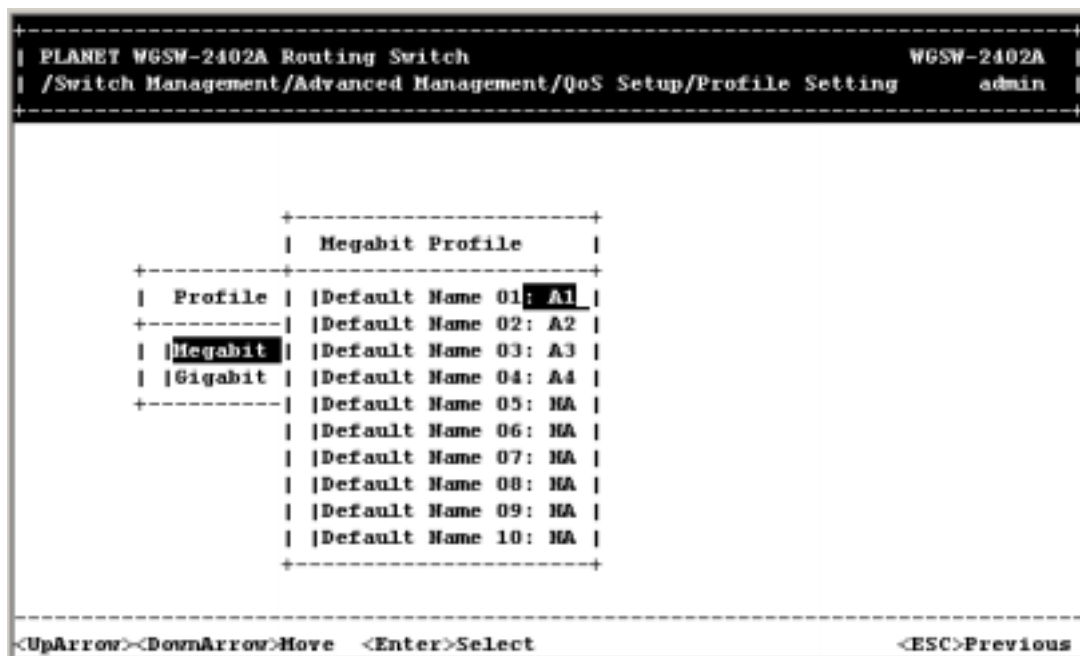 PLANET WGSW-2402A Routing Switch WGSW-2402A
/Switch Management/Advanced Management/QoS Setup/Profile Setting admin
Megabit Profile
Profile
Megabit
Gigabit
Default Name 01: A1
Default Name 02: A2
Default Name 03: A3
Default Name 04: A4
Default Name 05: NA
Default Name 06: NA
Default Name 07: NA
Default Name 08: NA
Default Name 09: NA
Default Name 10: NA
<UpArrow><DownArrow>Move <Enter>Select <ESC>Previous